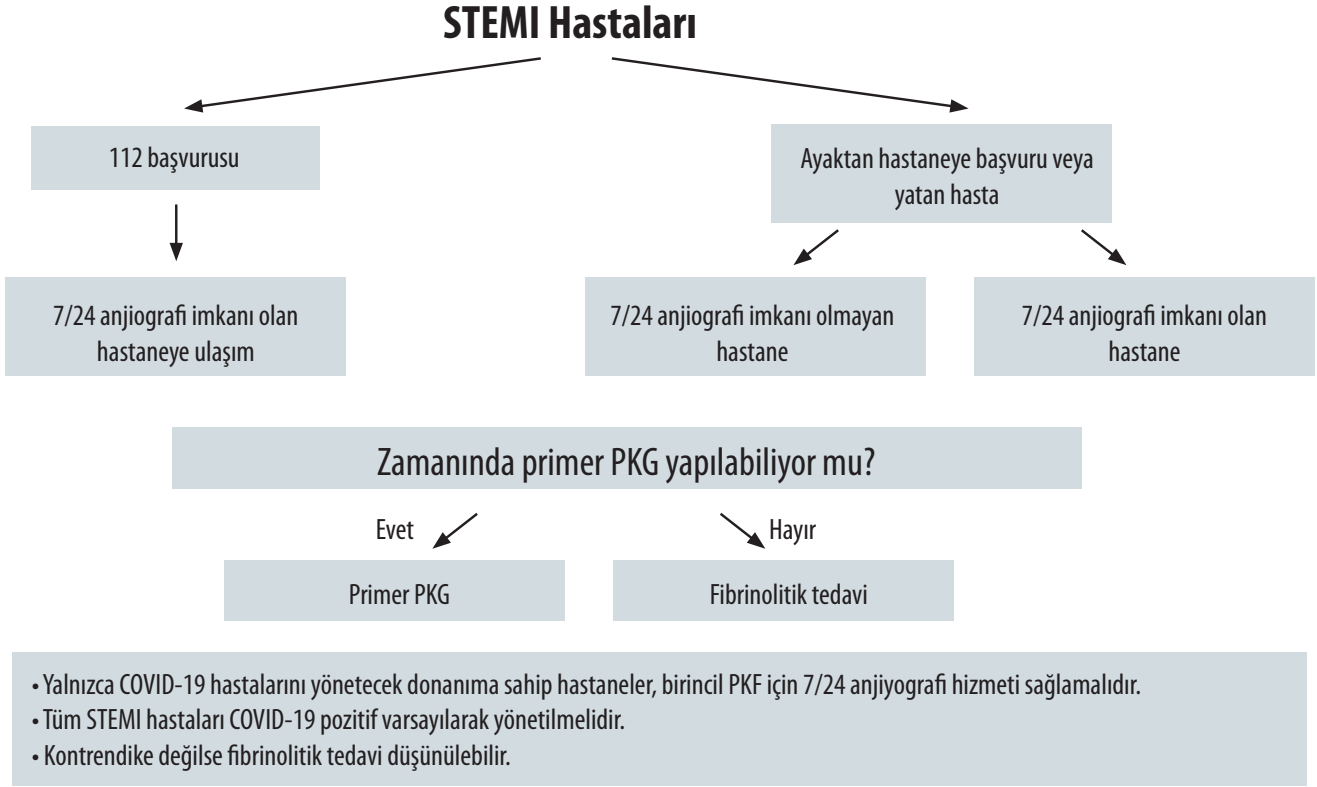 STEMI Hastaları
112 başvurusu
Ayaktan hastaneye başvuru veya
yatan hasta
7/24 anjiografi imkanı olan
hastaneye ulaşım
7/24 anjiografi imkanı olmayan
hastane
7/24 anjiografi imkanı olan
hastane
Zamanında primer PKG yapılabiliyor mu?
Evet
Hayır
Primer PKG
Fibrinolitik tedavi
• Yalnızca COVID-19 hastalarını yönetecek donanıma sahip hastaneler, birincil PKF için 7/24 anjiyografi hizmeti sağlamalıdır.
• Tüm STEMI hastaları COVID-19 pozitif varsayılarak yönetilmelidir.
• Kontrendike değilse fibrinolitik tedavi düşünülebilir.